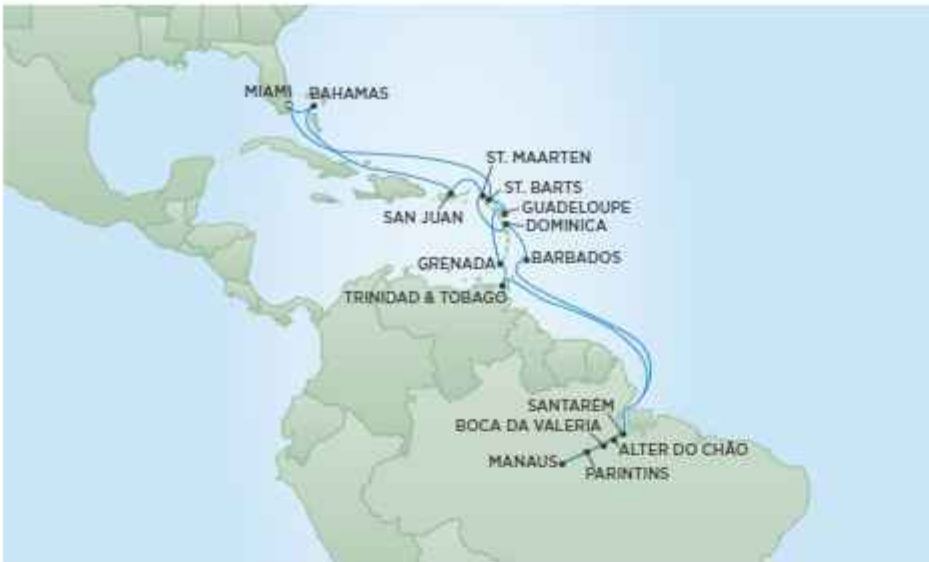 MIAMI
BAHAMAS
ST. MAARTEN
ST. BARTS
SAN JUAN
GUADELOUPE
DOMINICA
GRENADA
BARBADOS
TRINIDAD & TOBAGO
SANTARÉM
BOCA DA VALERIA
ALTER DO CHÃO
MANAUS
PARINTINS